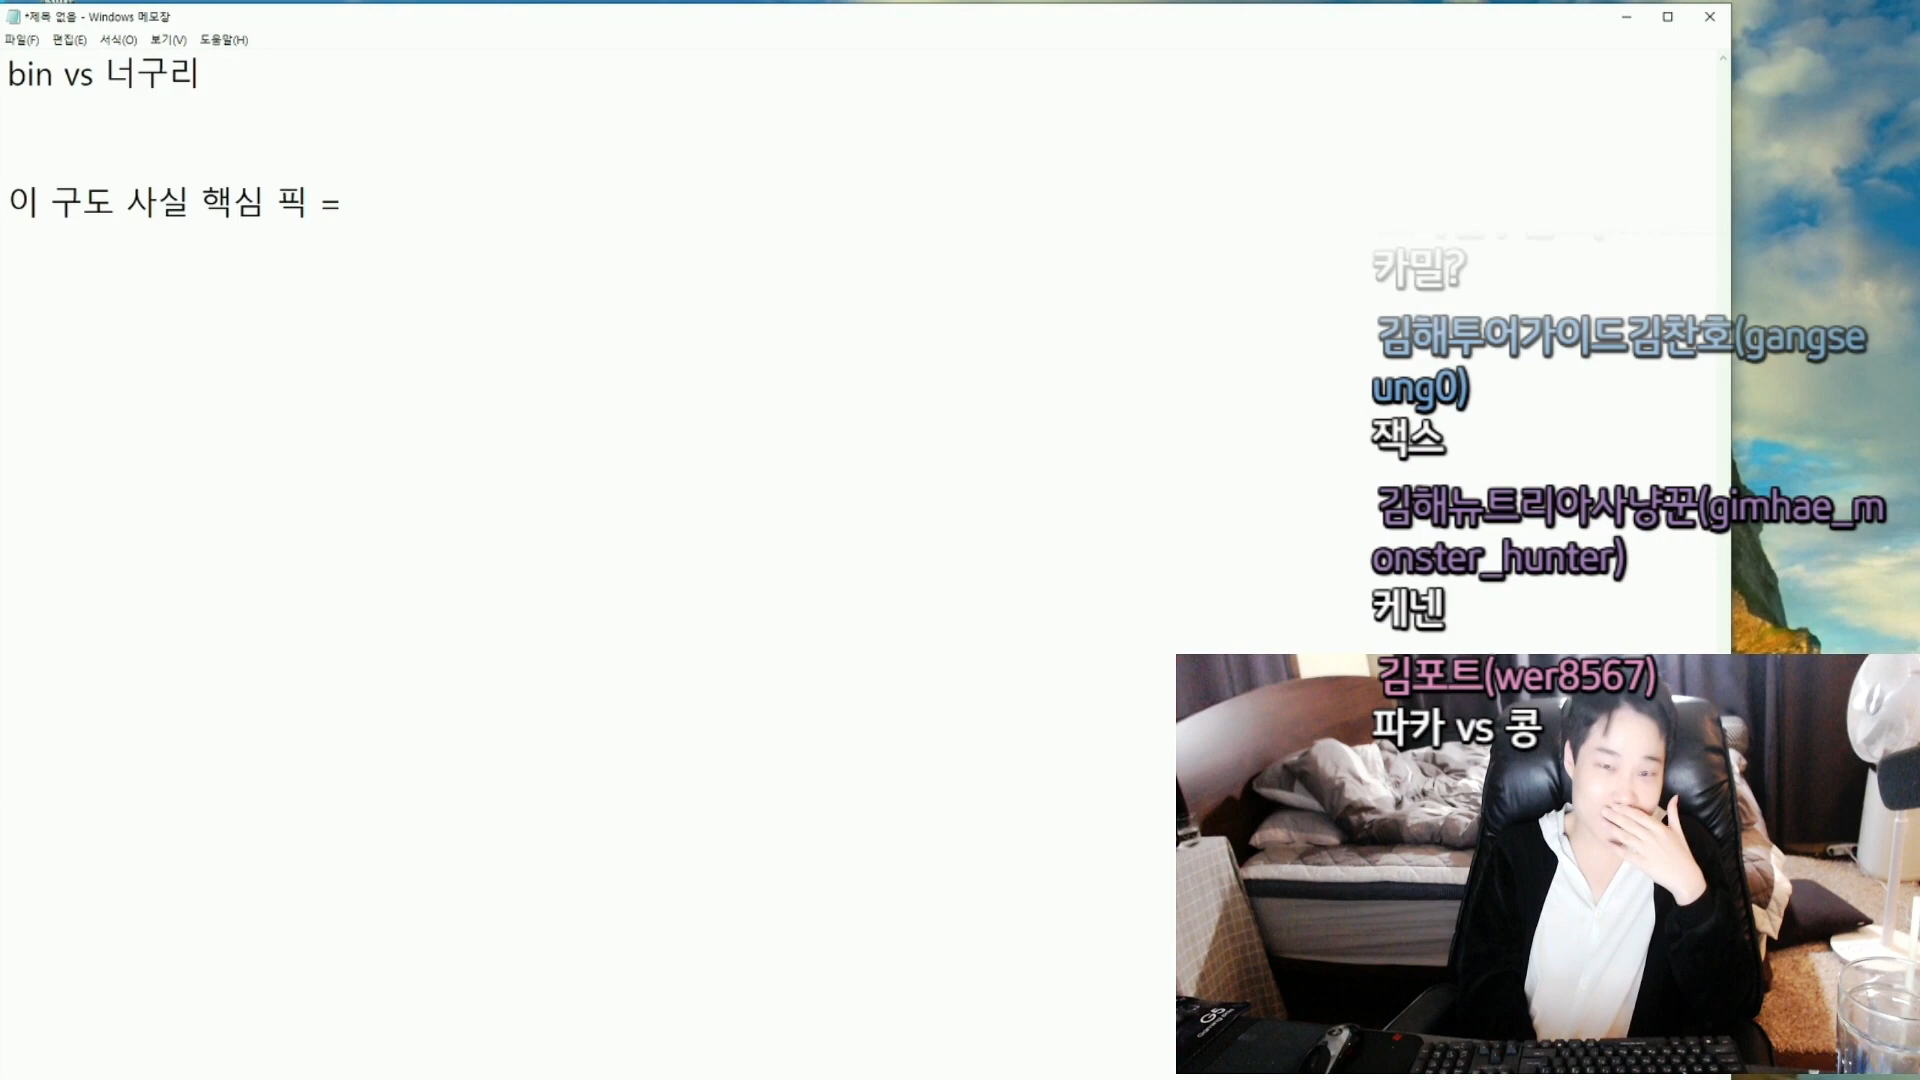 *제목 없음 - Windows 메모장
파일(F) 편집(E) 서식(O) 보기(V) 도움말(H)
bin vs 너구리
이 구도 사실 핵심 픽 =
카밀?
김해투어가이드김찬호(gangse
ung0)
잭스
김해뉴트리아사냥꾼(gimhae_m
onster_hunter)
케넨
김포트(wer8567)
파카 vs 콩
G5